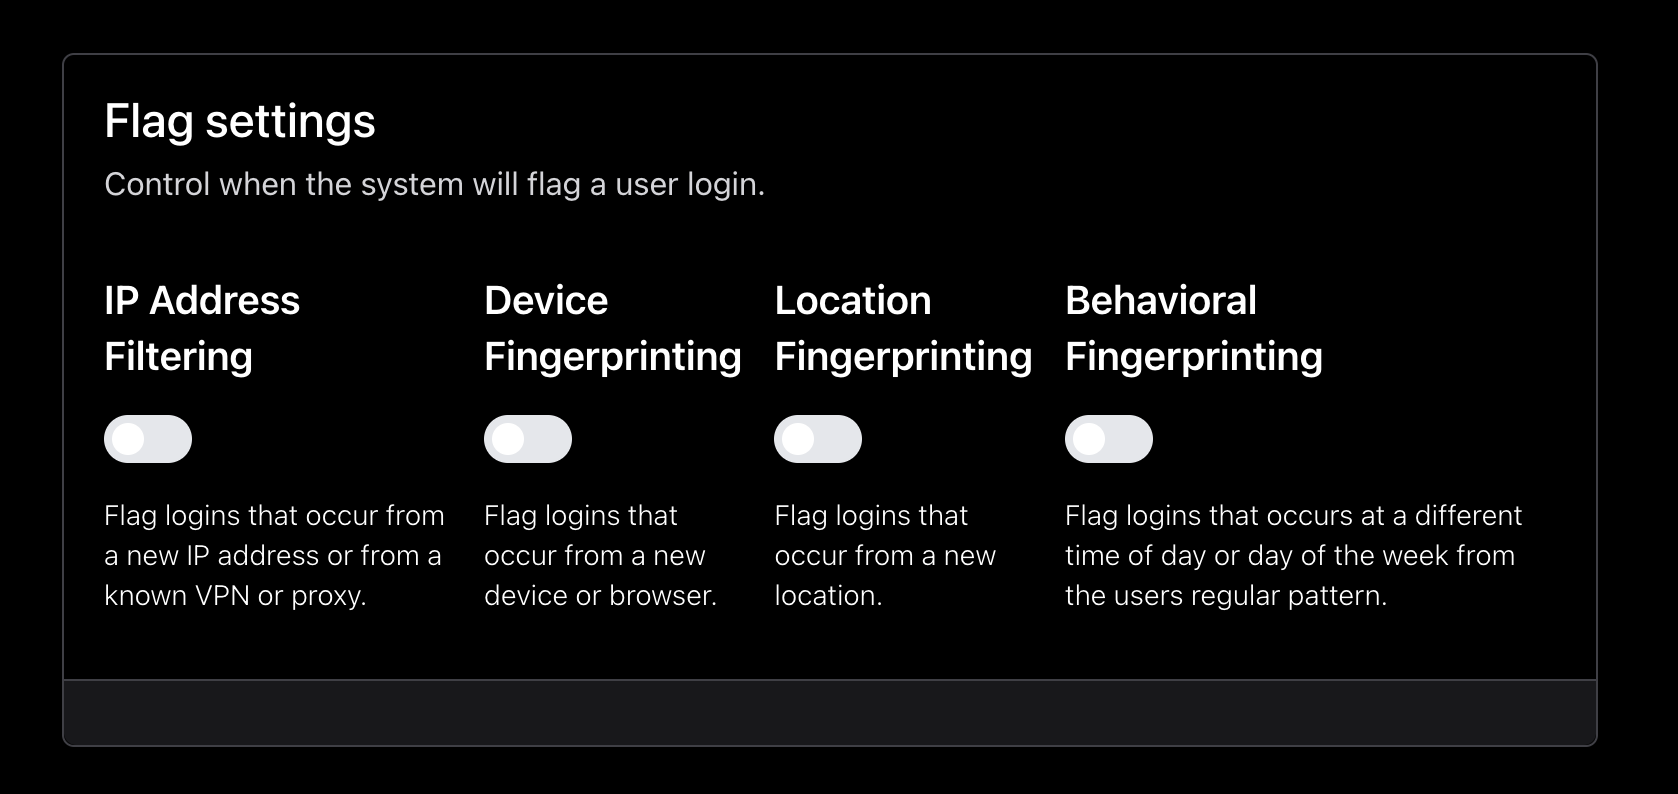 Flag settings
Control when the system will flag a user login.
IP Address
Filtering
Flag logins that occur from
a new IP address or from a
known VPN or proxy.
Device
Fingerprinting
Flag logins that
occur from a new
device or browser.
Location
Fingerprinting
Flag logins that
occur from a new
location.
Behavioral
Fingerprinting
Flag logins that occurs at a different
time of day or day of the week from
the users regular pattern.